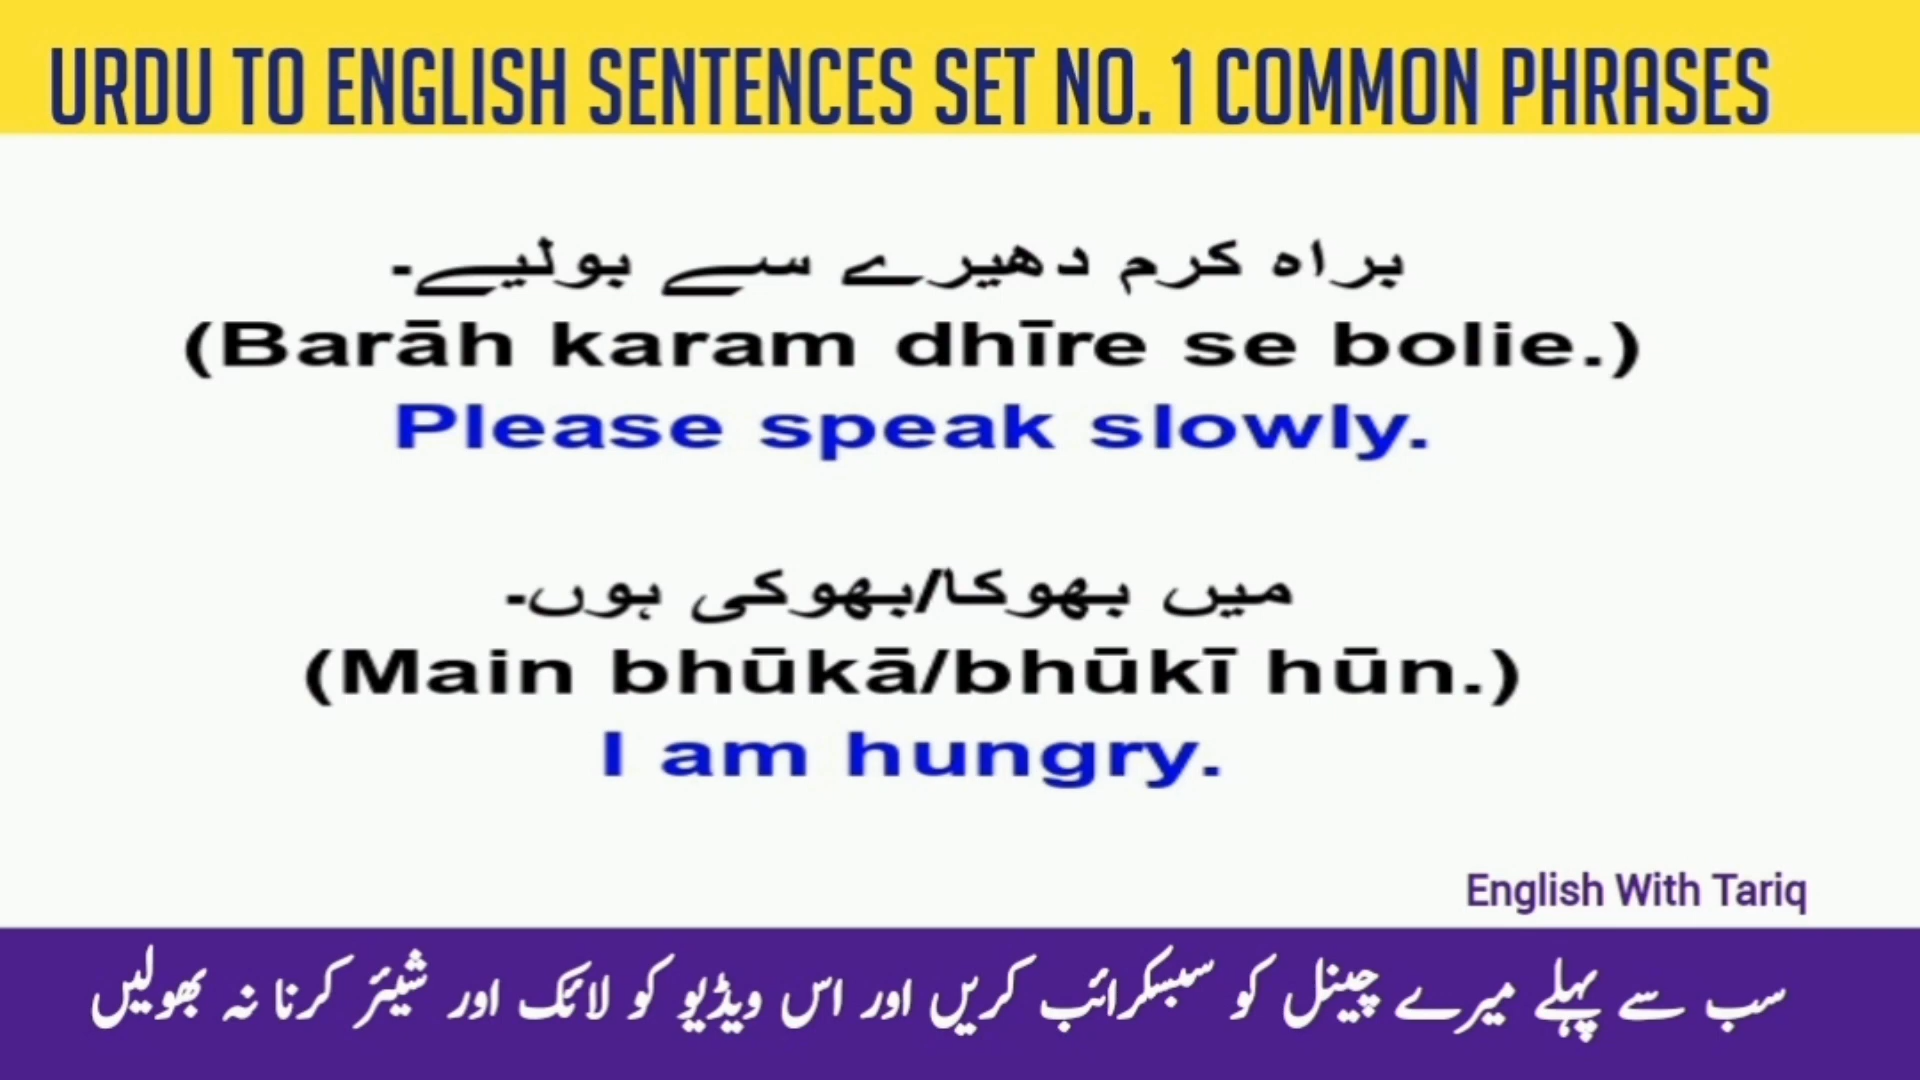 URDU TO ENGLISH SENTENCES SET NO. 1 COMMON PHRASES
براہ کرم دھیرے سے بولیے۔
(Barāh karam dhīre se bolie.)
Please speak slowly.
میں بھوکا/بھوکی ہوں۔
(Main bhūkā/bhūkī hūn.)
I am hungry.
English With Tariq
سب سے پہلے میرے چینل کو سبسکرائب کریں اور اس ویڈیو کو لائک اور شیئر کرنا نہ بھولیں